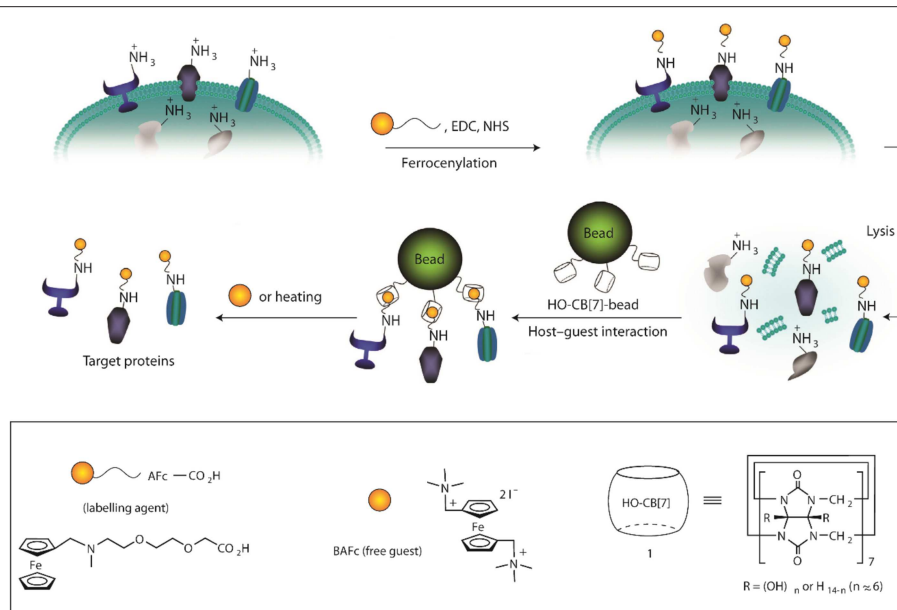 +
NH3
+
NH3
+
NH3
+
NH3
+
NH3
, EDC, NHS
Ferrocenylation
NH
NH
NH
+
NH3
+
NH3
NH
NH
NH
Target proteins
or heating
Bead
NH
NH
NH
Bead
HO-CB[7]-bead
Host–guest interaction
Lysis
+
NH3
NH
NH
NH
+
NH3
AFc — CO2H
(labelling agent)
Fe
N
O
O
CO2H
BAFc (free guest)
N
+
2 I−
Fe
N
+
HO-CB[7]
≡
1
O
N N CH2
R R
N N CH2
O
7
R = (OH) n or H 14-n (n ≈ 6)